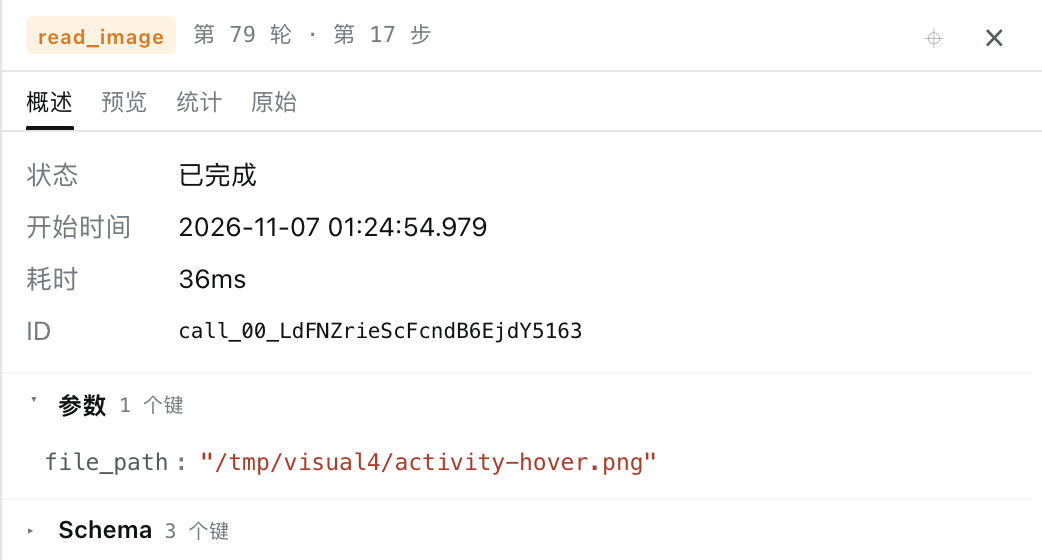 read_image 第 79 轮 · 第 17 步
概述 预览 统计 原始
状态 已完成
开始时间 2026-11-07 01:24:54.979
耗时 36ms
ID call_00_LdFNZrieScFcndB6EjdY5163
参数 1 个键
file_path: "/tmp/visual4/activity-hover.png"
Schema 3 个键